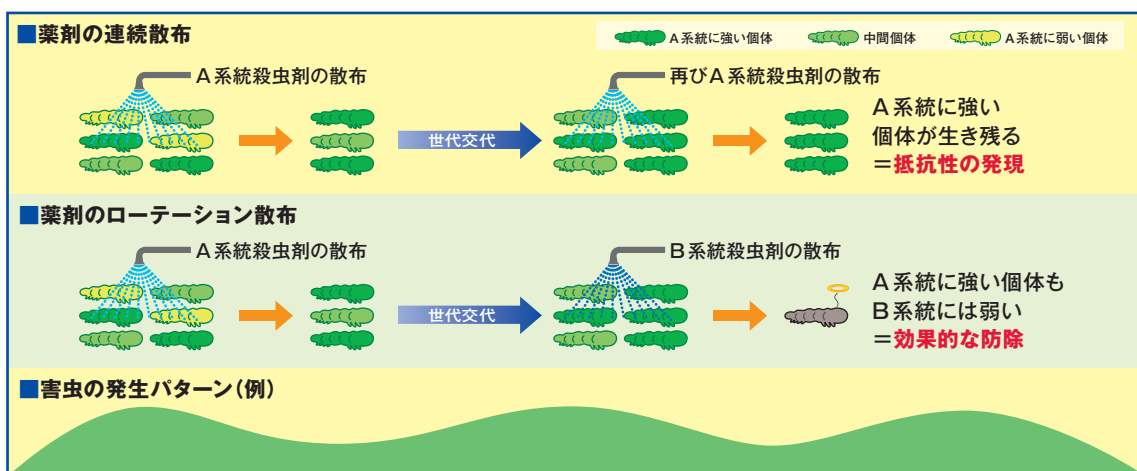 ■薬剤の連続散布
A系統に強い個体
中間個体
A系統に弱い個体
A系統殺虫剤の散布
再びA系統殺虫剤の散布
世代交代
A系統に強い
個体が生き残る
＝抵抗性の発現
■薬剤のローテーション散布
A系統殺虫剤の散布
B系統殺虫剤の散布
世代交代
A系統に強い個体も
B系統には弱い
＝効果的な防除
■害虫の発生パターン（例）